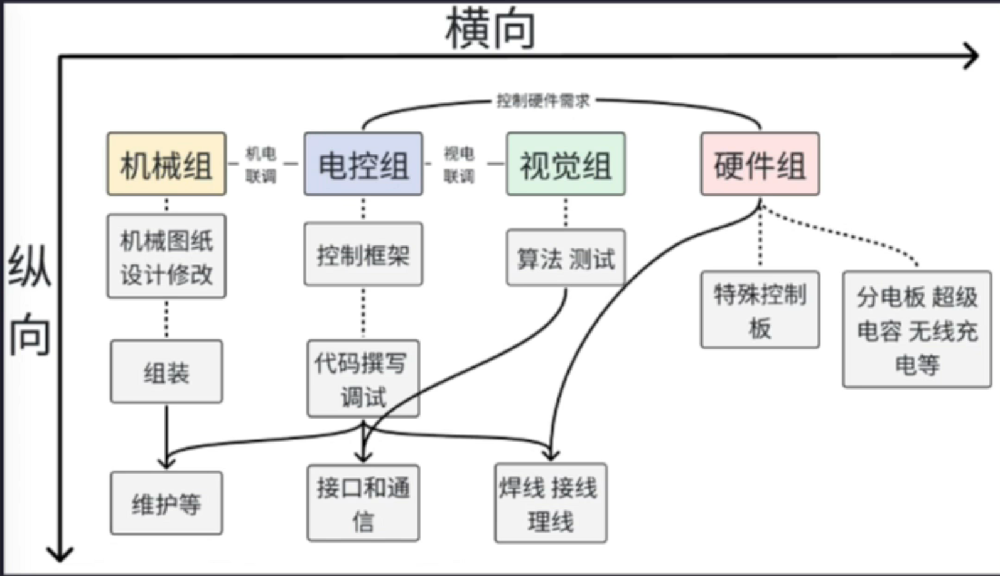 横向
控制硬件需求
机械组
机电
联调
电控组
视电
联调
视觉组
硬件组
纵
向
机械图纸
设计修改
控制框架
算法 测试
特殊控制
板
分电板 超级
电容 无线充
电等
组装
代码撰写
调试
维护等
接口和通
信
焊线 接线
理线